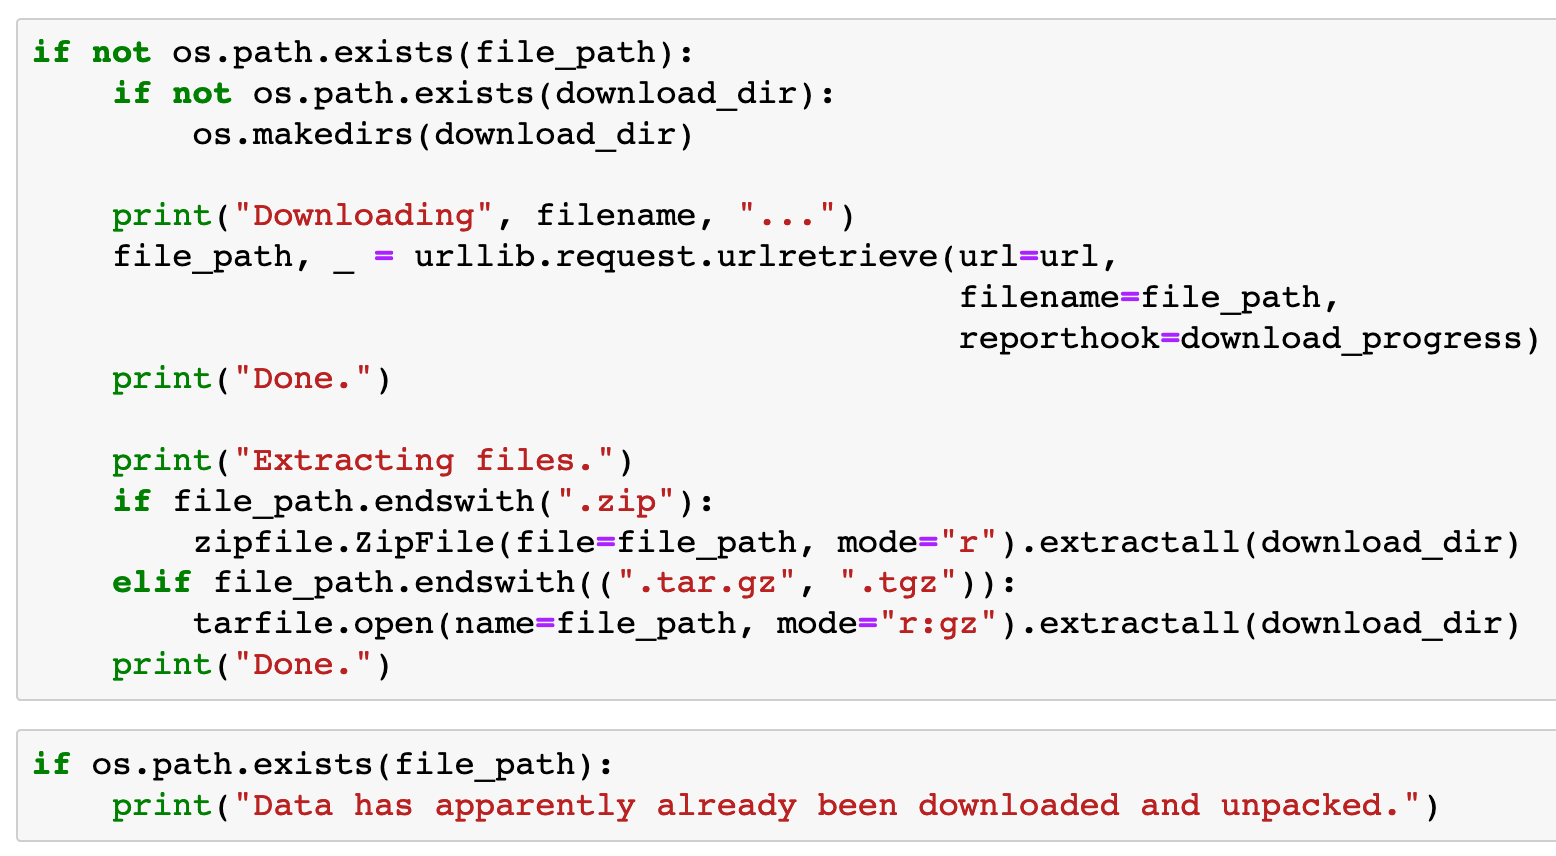 if not os.path.exists(file_path):
    if not os.path.exists(download_dir):
        os.makedirs(download_dir)

    print("Downloading", filename, "...")
    file_path, _ = urllib.request.urlretrieve(url=url,
                                              filename=file_path,
                                              reporthook=download_progress)
    print("Done.")

    print("Extracting files.")
    if file_path.endswith(".zip"):
        zipfile.ZipFile(file=file_path, mode="r").extractall(download_dir)
    elif file_path.endswith((".tar.gz", ".tgz")):
        tarfile.open(name=file_path, mode="r:gz").extractall(download_dir)
    print("Done.")

if os.path.exists(file_path):
    print("Data has apparently already been downloaded and unpacked.")